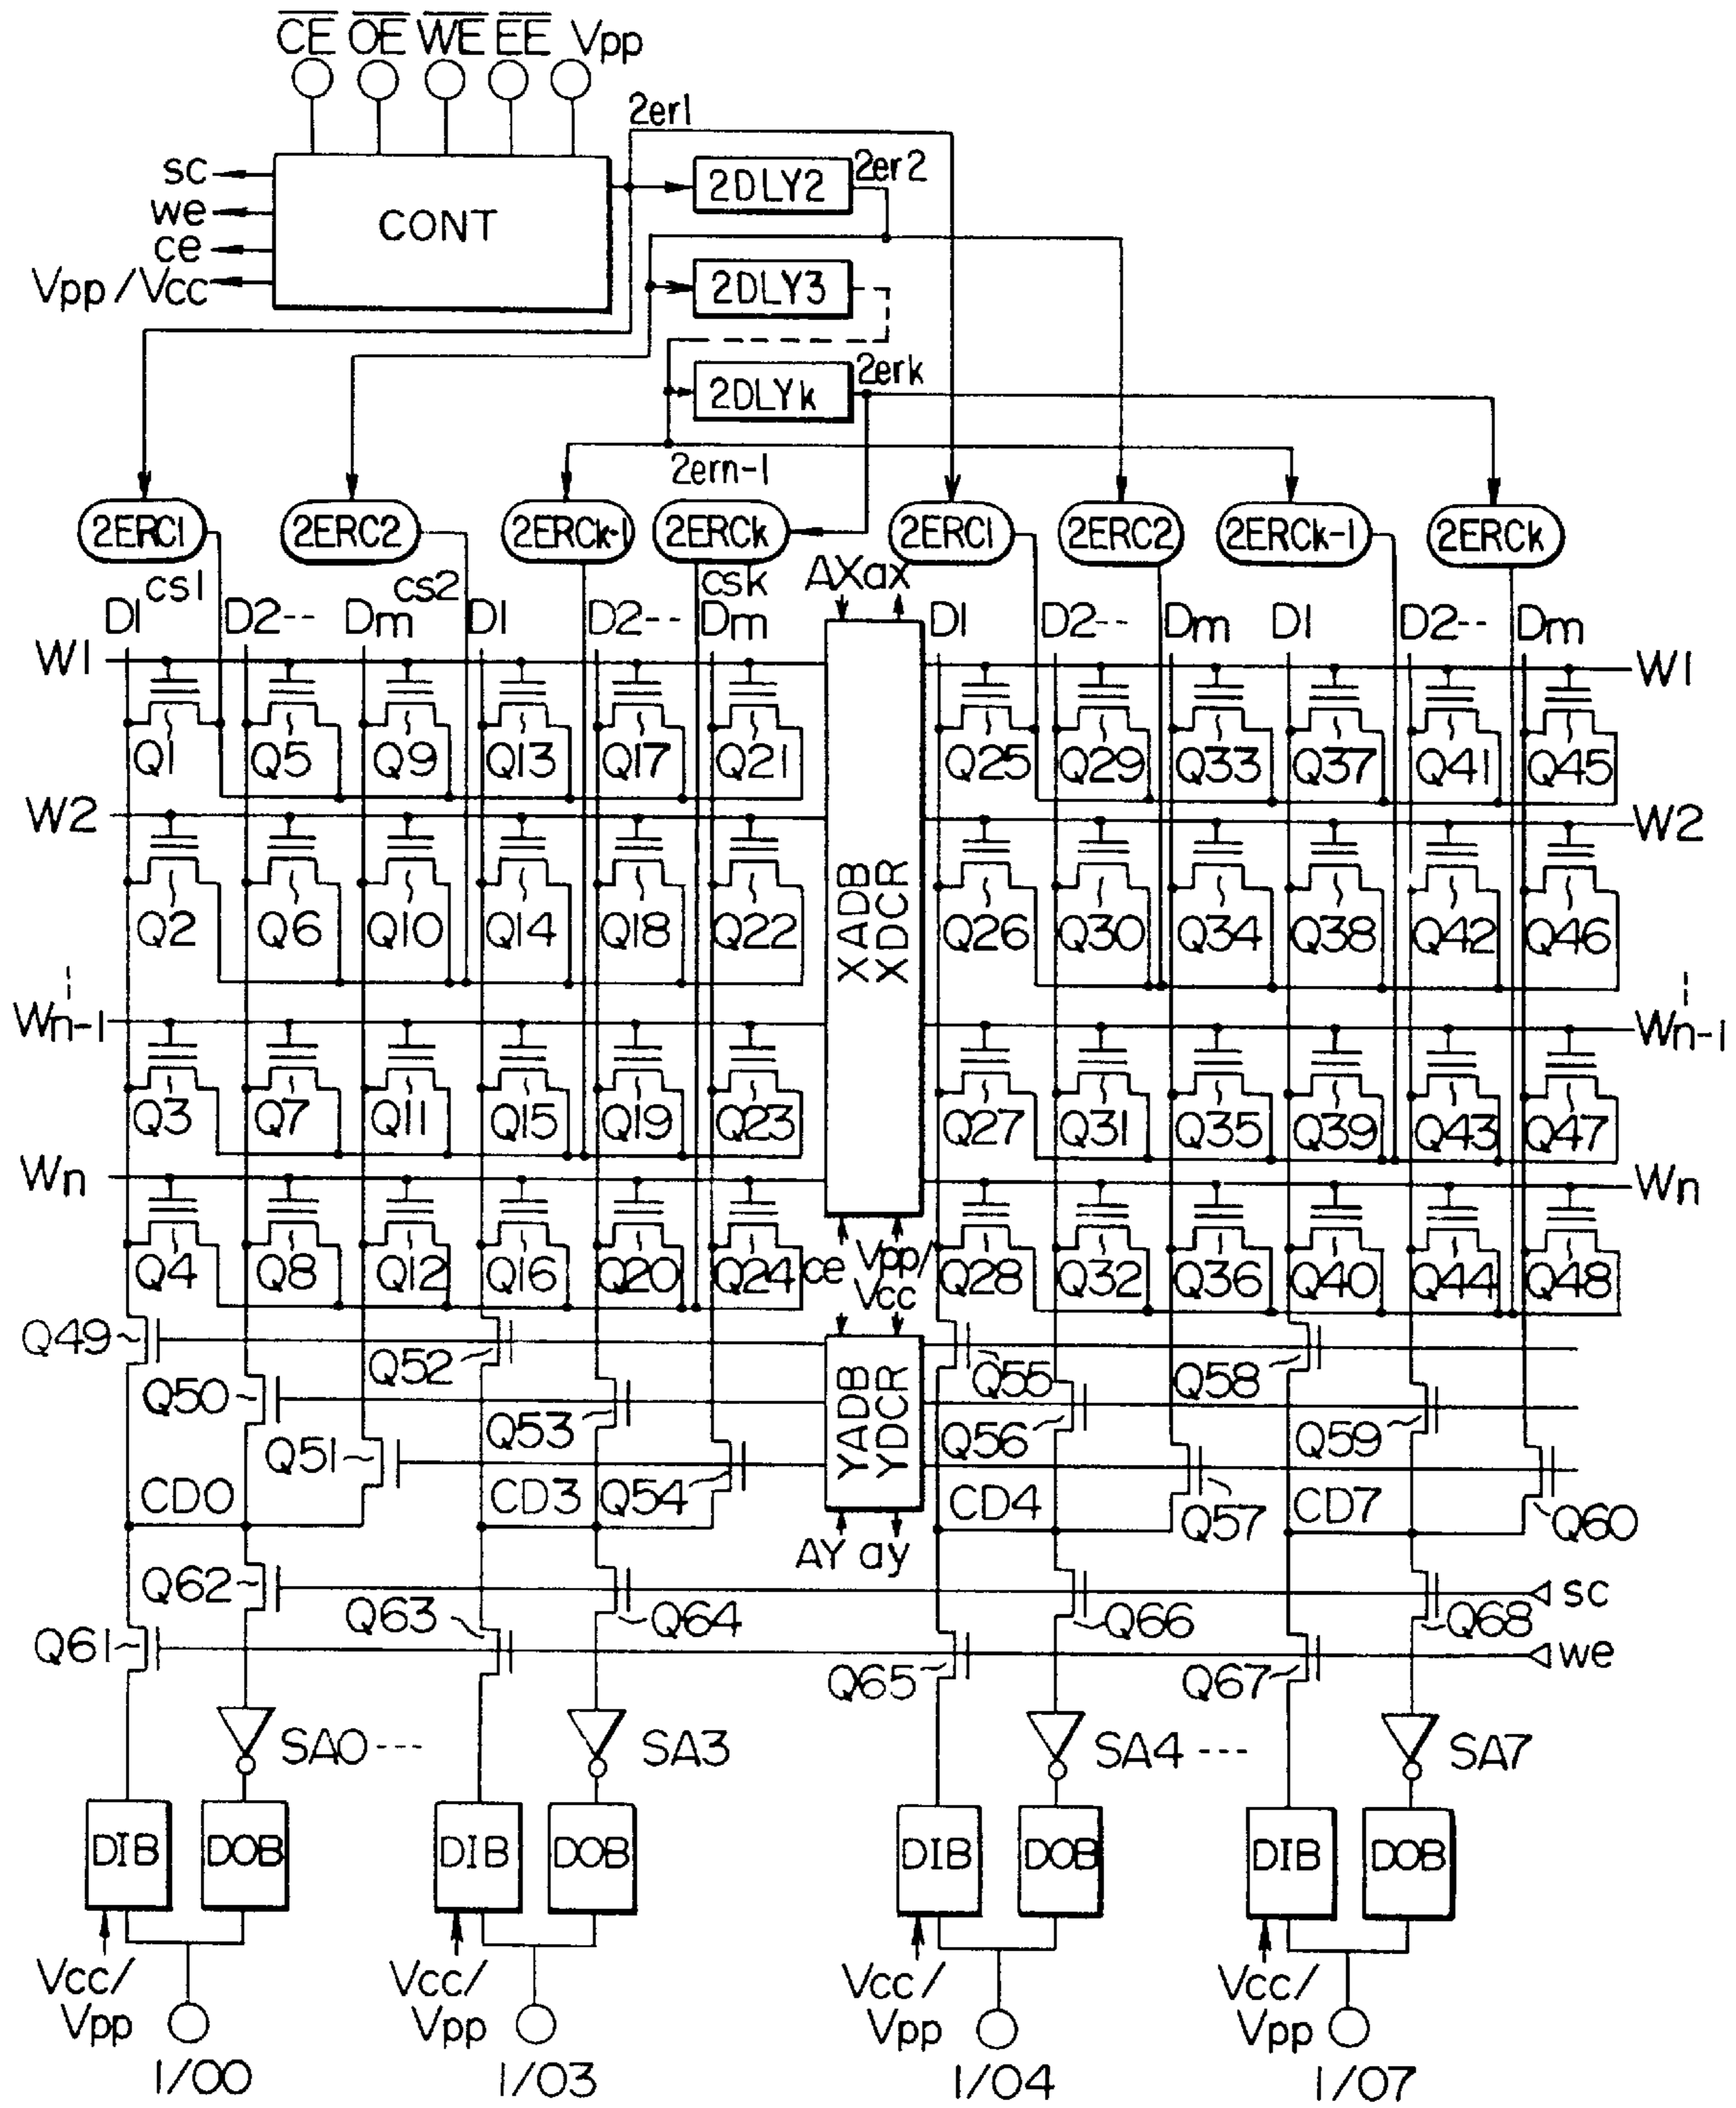 CE OE WE EE Vpp
2er1
sc
we
ce
Vpp/Vcc
CONT
2DLY2
2er2
2DLY3
2DLYk
2erk
2ern-1
2ERC1 2ERC2 2ERCk-1 2ERCk 2ERC1 2ERC2 2ERCk-1 2ERCk
cs1 cs2 csk AX ax
D1 D2-- Dm D1 D2-- Dm D1 D2-- Dm D1 D2-- Dm
W1 W1
Q1 Q5 Q9 Q13 Q17 Q21 Q25 Q29 Q33 Q37 Q41 Q45
W2 W2
XADB
XDCR
Q2 Q6 Q10 Q14 Q18 Q22 Q26 Q30 Q34 Q38 Q42 Q46
Wn-1 Wn-1
Q3 Q7 Q11 Q15 Q19 Q23 Q27 Q31 Q35 Q39 Q43 Q47
Wn Wn
Q4 Q8 Q12 Q16 Q20 Q24 ce Vpp/ Q28 Q32 Q36 Q40 Q44 Q48
Vcc
Q49 Q52 Q55 Q58
YADB
YDCR
Q50 Q53 Q56 Q59
Q51 Q54 Q57 Q60
CD0 CD3 CD4 CD7
AY ay
Q62 Q64 Q66 Q68 sc
Q61 Q63 Q65 Q67 we
SA0--- SA3 SA4--- SA7
DIB DOB DIB DOB DIB DOB DIB DOB
Vcc/ Vcc/ Vcc/ Vcc/
Vpp Vpp Vpp Vpp
I/O0 I/O3 I/O4 I/O7